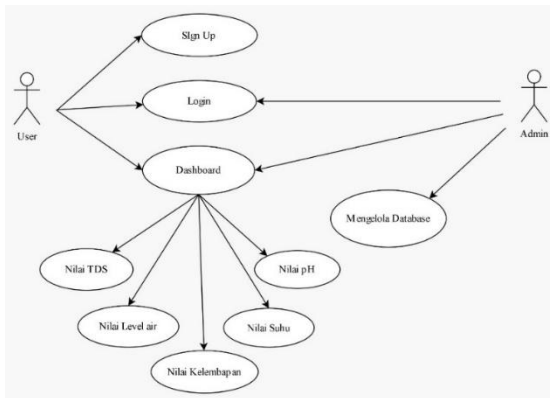 SIgn Up
Login
User
Admin
Dashboard
Mengelola Database
Nilai TDS
Nilai pH
Nilai Level air
Nilai Suhu
Nilai Kelembapan